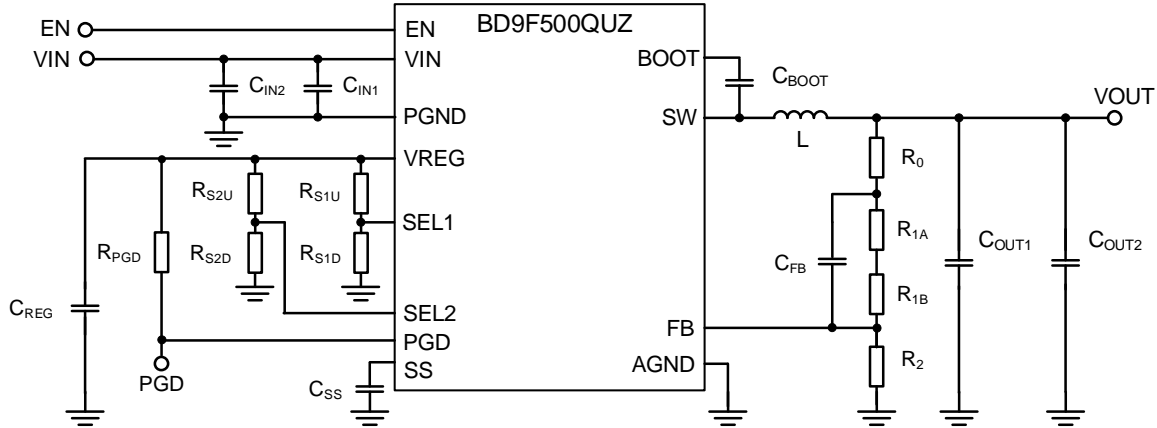 EN
VIN
CIN2
CIN1
EN
VIN
PGND
VREG
SEL1
SEL2
PGD
SS
BD9F500QUZ
BOOT
SW
FB
AGND
CBOOT
L
VOUT
R0
R1A
R1B
R2
CFB
COUT1
COUT2
RS2U
RS1U
RS2D
RS1D
RPGD
CREG
PGD
CSS